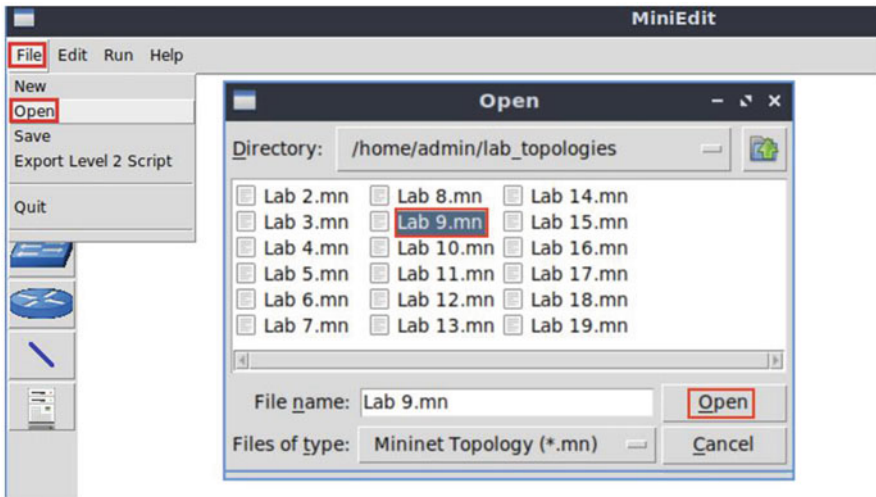 MiniEdit
File Edit Run Help
New
Open
Save
Export Level 2 Script
Quit
Open
Directory: /home/admin/lab_topologies
Lab 2.mn Lab 8.mn Lab 14.mn
Lab 3.mn Lab 9.mn Lab 15.mn
Lab 4.mn Lab 10.mn Lab 16.mn
Lab 5.mn Lab 11.mn Lab 17.mn
Lab 6.mn Lab 12.mn Lab 18.mn
Lab 7.mn Lab 13.mn Lab 19.mn
File name: Lab 9.mn Open
Files of type: Mininet Topology (*.mn) Cancel